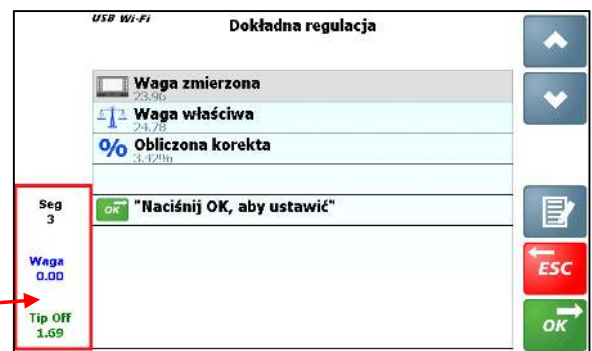 USB Wi-Fi
Dokładna regulacja
Waga zmierzona
23.96
Waga właściwa
24.78
% Obliczona korekta
3.42%
OK "Naciśnij OK, aby ustawić"
Seg
3
Waga
0.00
Tip Off
1.69
ESC
OK